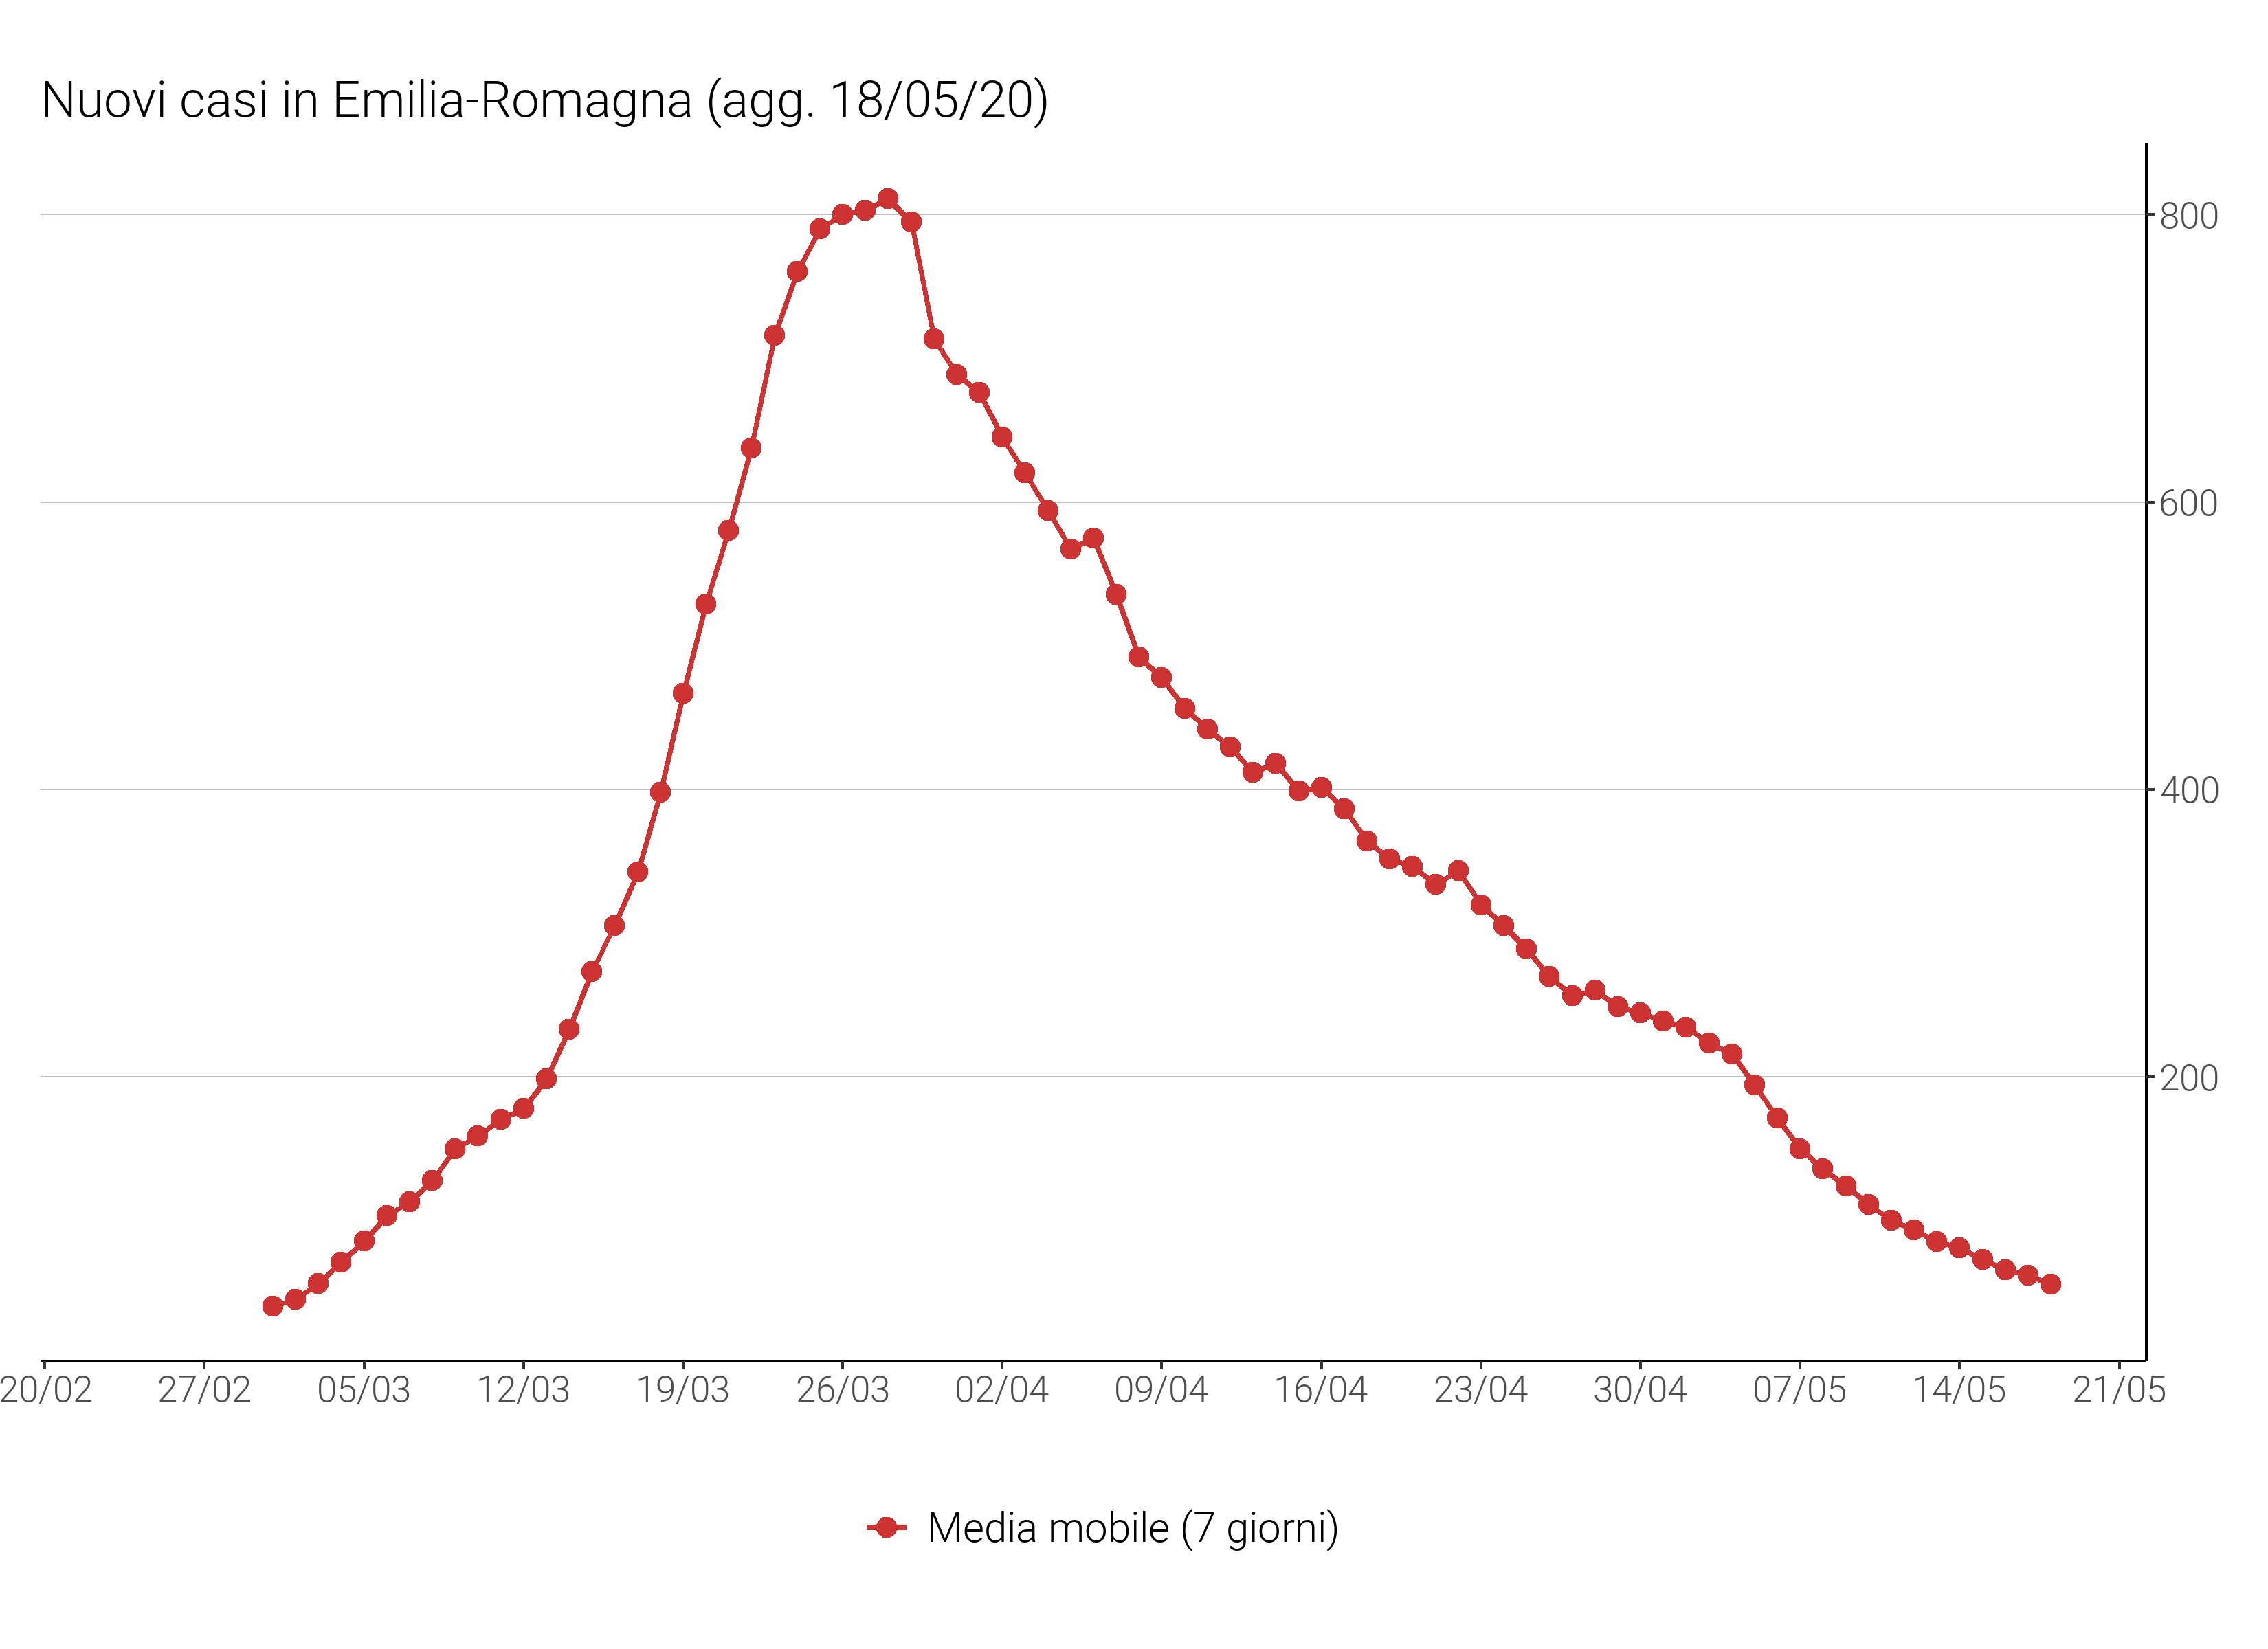 Nuovi casi in Emilia-Romagna (agg. 18/05/20)
800
600
400
200
20/02 27/02 05/03 12/03 19/03 26/03 02/04 09/04 16/04 23/04 30/04 07/05 14/05 21/05
Media mobile (7 giorni)